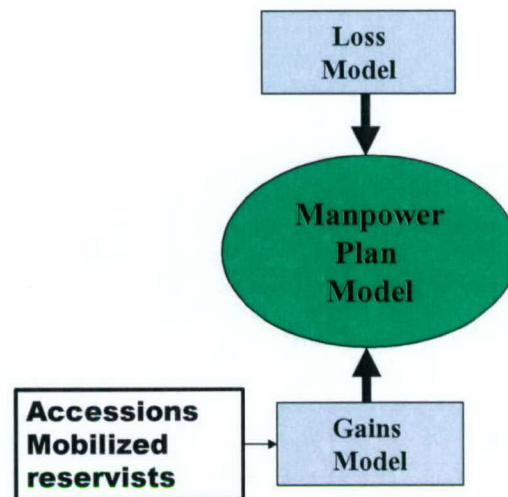 Loss
Model
Manpower
Plan
Model
Accessions
Mobilized
reservists
Gains
Model